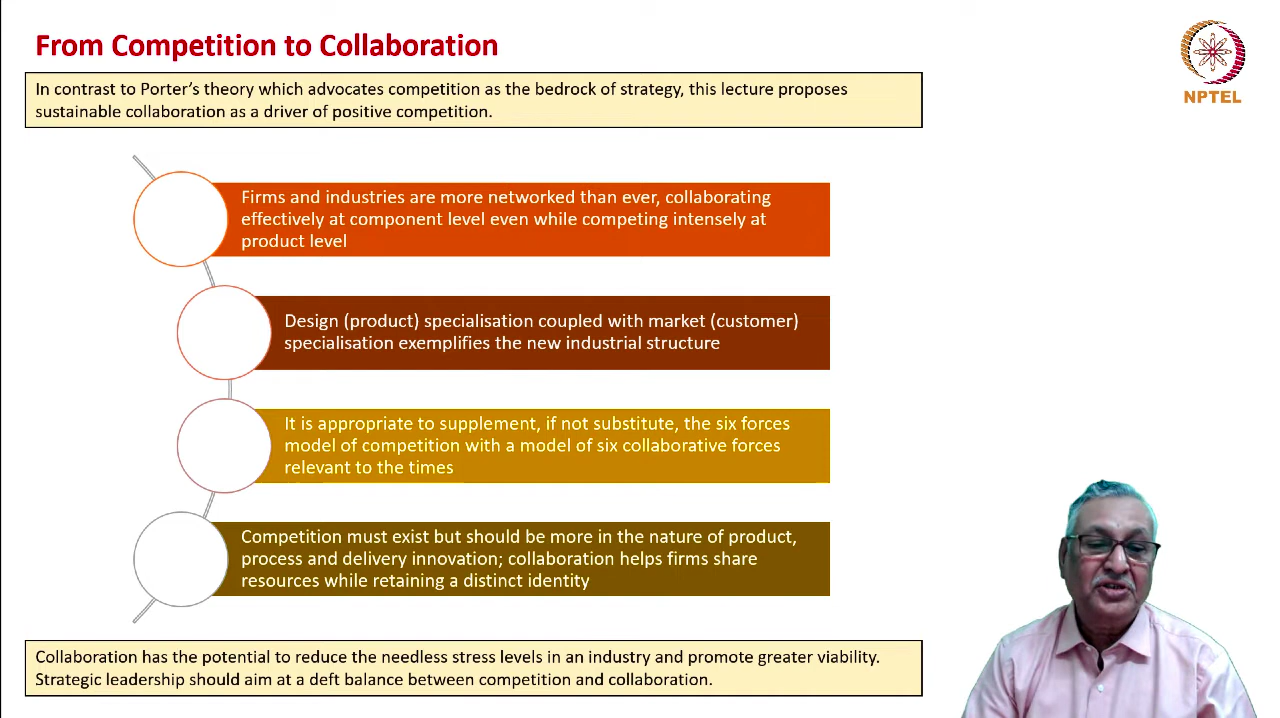 From Competition to Collaboration
In contrast to Porter's theory which advocates competition as the bedrock of strategy, this lecture proposes
sustainable collaboration as a driver of positive competition.
NPTEL
Firms and industries are more networked than ever, collaborating
effectively at component level even while competing intensely at
product level
Design (product) specialisation coupled with market (customer)
specialisation exemplifies the new industrial structure
It is appropriate to supplement, if not substitute, the six forces
model of competition with a model of six collaborative forces
relevant to the times
Competition must exist but should be more in the nature of product,
process and delivery innovation; collaboration helps firms share
resources while retaining a distinct identity
Collaboration has the potential to reduce the needless stress levels in an industry and promote greater viability.
Strategic leadership should aim at a deft balance between competition and collaboration.